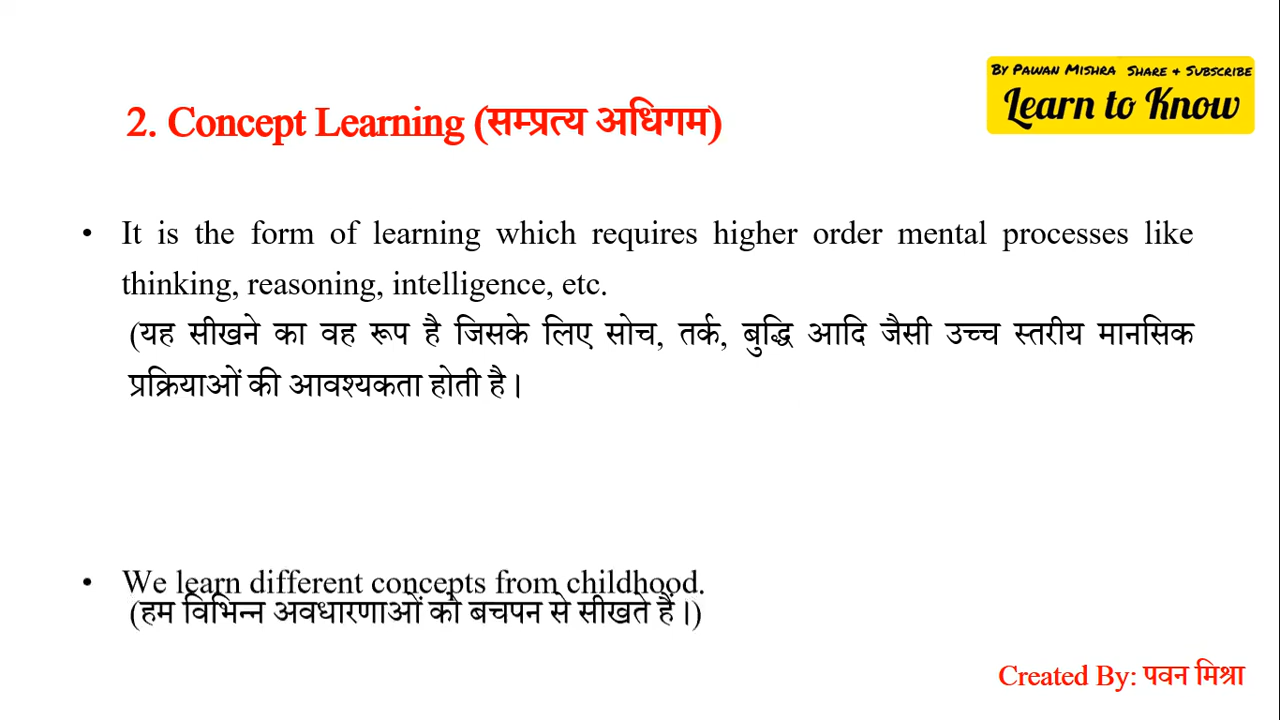 By Pawan Mishra Share + Subscribe
Learn to Know
2. Concept Learning (सम्प्रत्य अधिगम)
• It is the form of learning which requires higher order mental processes like
thinking, reasoning, intelligence, etc.
(यह सीखने का वह रूप है जिसके लिए सोच, तर्क, बुद्धि आदि जैसी उच्च स्तरीय मानसिक
प्रक्रियाओं की आवश्यकता होती है।
• We learn different concepts from childhood.
(हम विभिन्न अवधारणाओं को बचपन से सीखते हैं।)
Created By: पवन मिश्रा